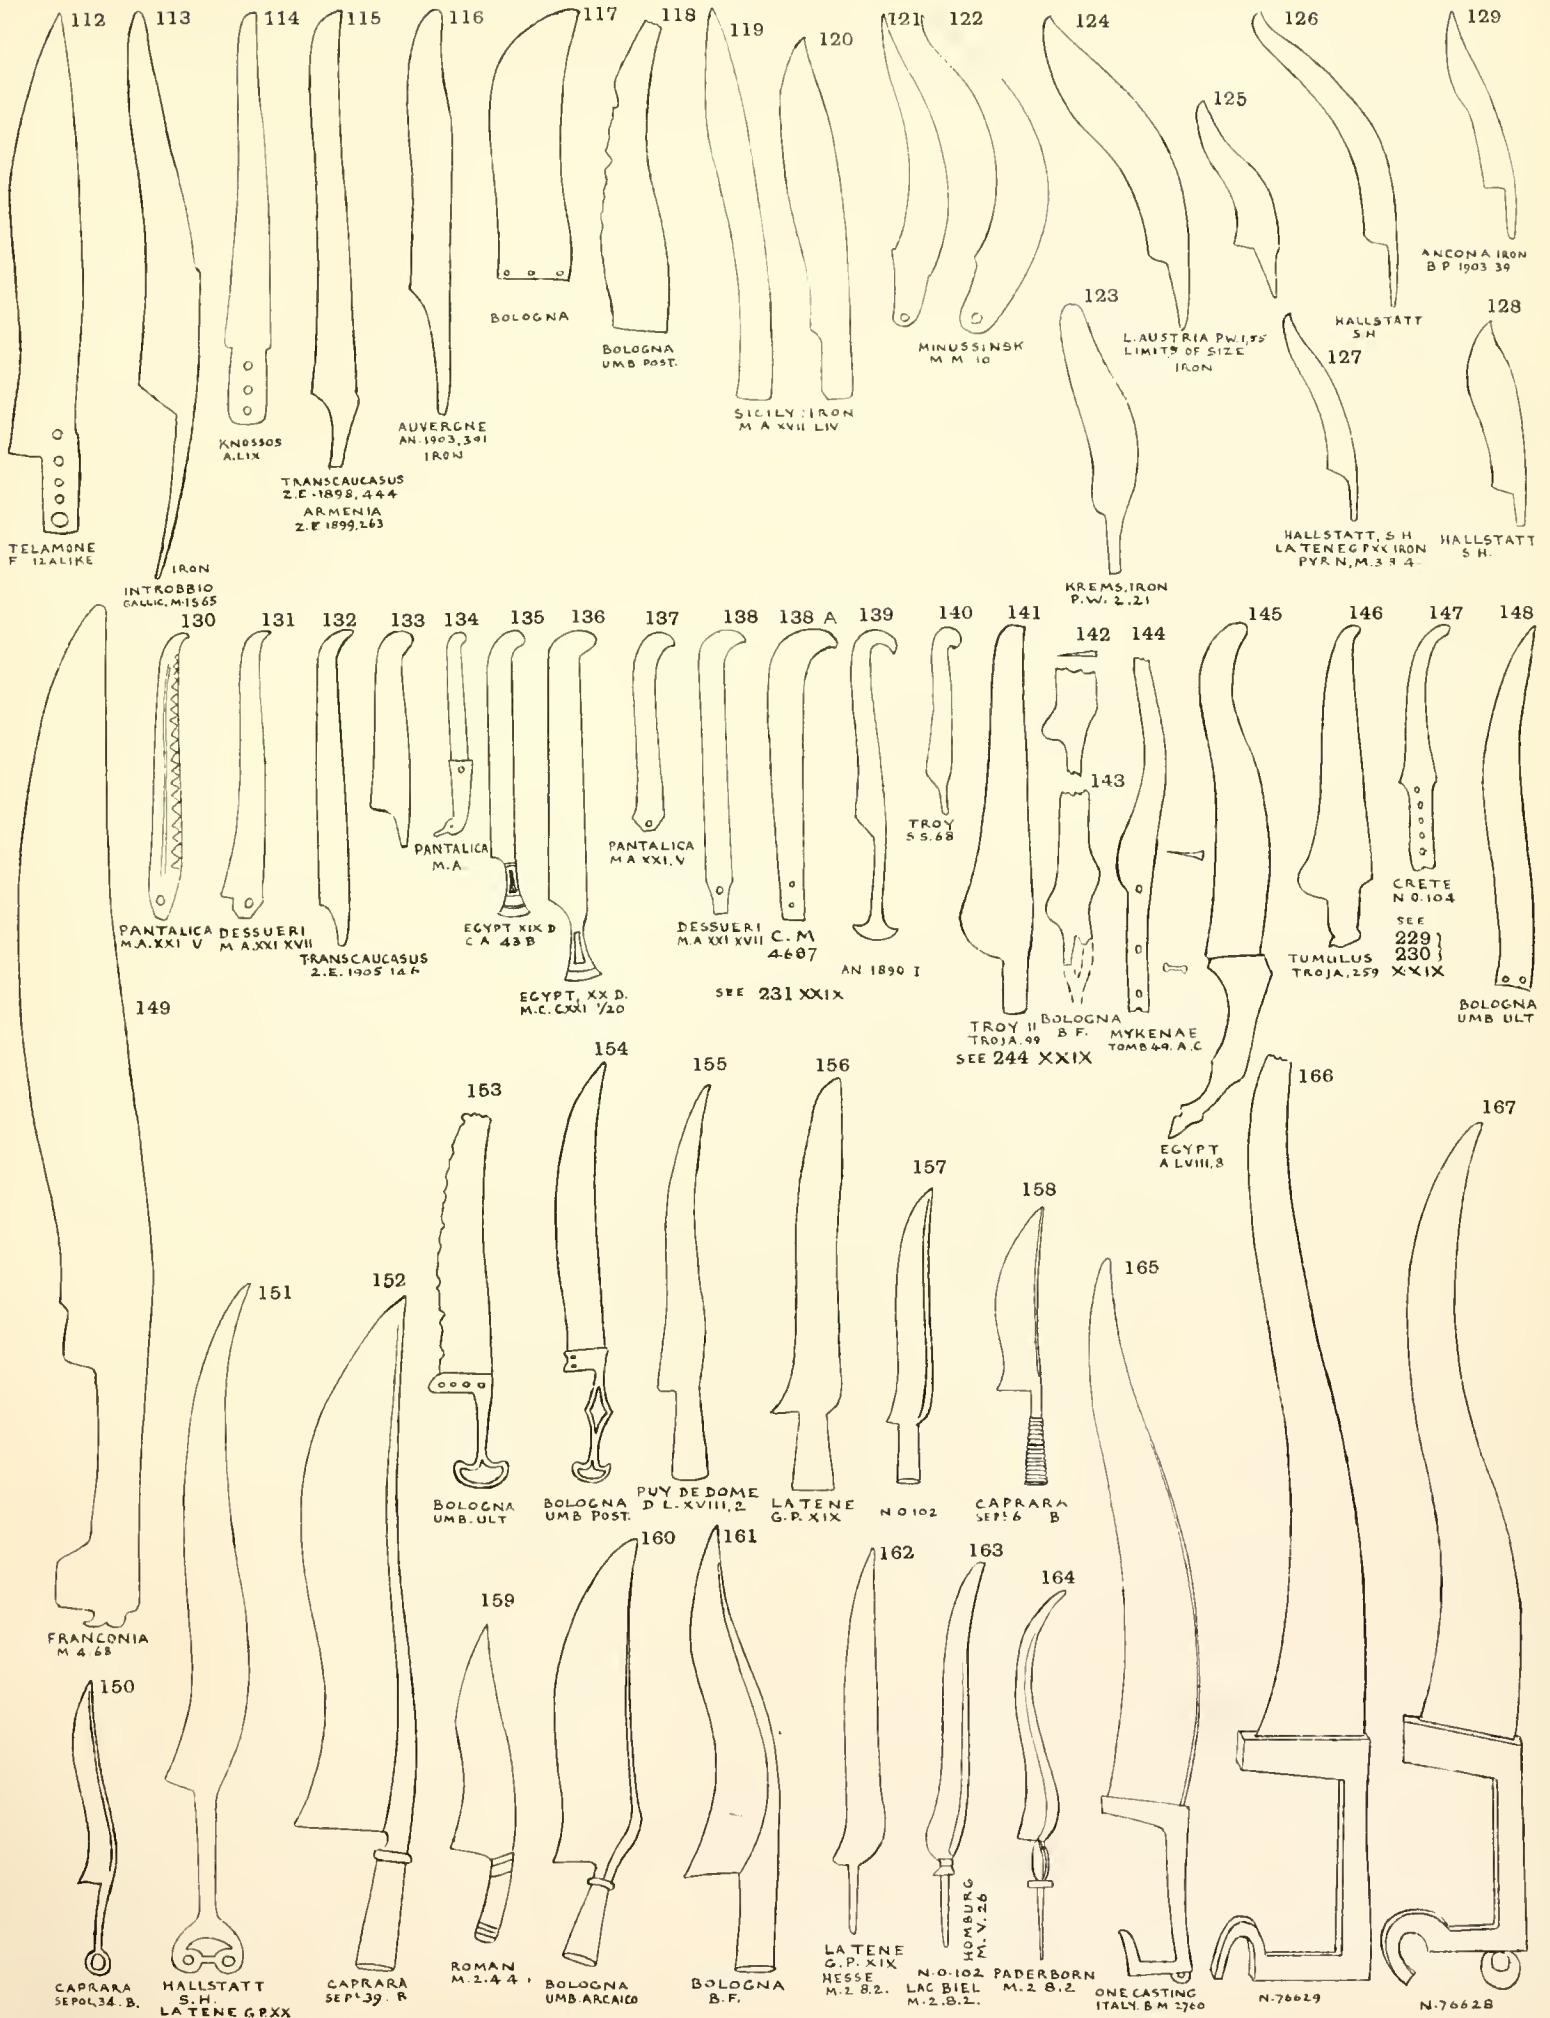 112
113
114
115
116
117
118
119
120
121
122
124
125
126
129
TELAMONE
F 12 ALIKE
IRON
INTROBBIO
GALLIC, M.1565
KNOSSOS
A.LIX
TRANSCAUCASUS
Z.E.1898,444
ARMENIA
Z.E 1899,263
AUVERGNE
AN.1903,391
IRON
BOLOGNA
BOLOGNA
UMB POST.
SICILY : IRON
M A XVII LIV
MINUSSINSK
M M 10
123
KREMS, IRON
P.W. 2.21
L.AUSTRIA P.W.1,55
LIMITS OF SIZE
IRON
HALLSTATT
S H
127
HALLSTATT, S H
LA TENE G P XX IRON
PYR N, M.394
ANCONA IRON
B P 1903 39
128
HALLSTATT
S H.
130
131
132
133
134
135
136
137
138
138 A
139
140
141
142
144
145
146
147
148
143
PANTALICA
M.A.XXI V
DESSUERI
M A.XXI XVII
TRANSCAUCASUS
Z.E. 1905 146
PANTALICA
M.A
EGYPT XIX D
C A 43 B
EGYPT, XX D.
M.C. CXXI 1/20
PANTALICA
M A XXI.V
DESSUERI
M.A XXI XVII
C.M
4687
SEE 231 XXIX
AN 1890 I
TROY
S S.68
TROY II
TROJA.99
SEE 244 XXIX
BOLOGNA
B F.
MYKENAE
TOMB 49. A.C
EGYPT
A LVIII,3
TUMULUS
TROJA,259
CRETE
N O.104
SEE
229
230
XXIX
BOLOGNA
UMB ULT
149
FRANCONIA
M 4.68
153
154
155
156
157
158
166
167
BOLOGNA
UMB. ULT
BOLOGNA
UMB POST.
PUY DE DOME
D L. XVIII,2
LA TENE
G.P. XIX
N O 102
CAPRARA
SEP! 6 B
150
151
152
159
160
161
162
163
164
165
CAPRARA
SEPOL,34. B.
HALLSTATT
S.H.
LA TENE G.P.XX
CAPRARA
SEPL 39. B
ROMAN
M.2.44
BOLOGNA
UMB. ARCAICO
BOLOGNA
B.F.
LA TENE
G.P. XIX
HESSE
M.2 8.2.
HOMBURG
M.V.26
N.O.102
LAC BIEL
M.2.8.2.
PADERBORN
M.2 8.2
ONE CASTING
ITALY. B M 2760
N.76629
N.76628